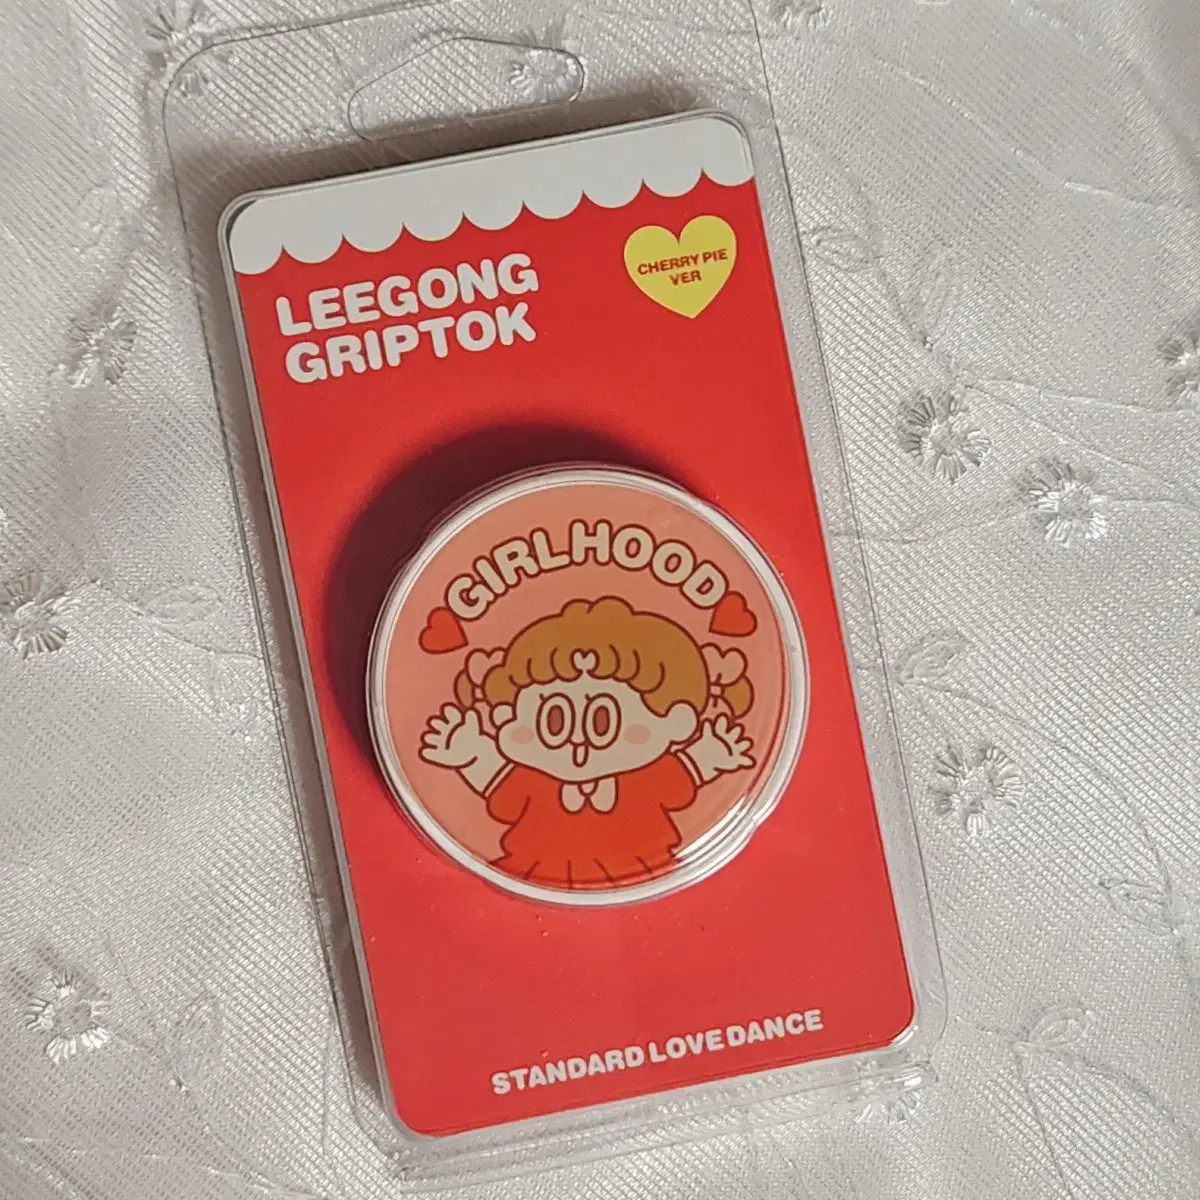 LEEGONG
GRIPTOK
CHERRY PIE
VER
GIRLHOOD
STANDARD LOVE DANCE